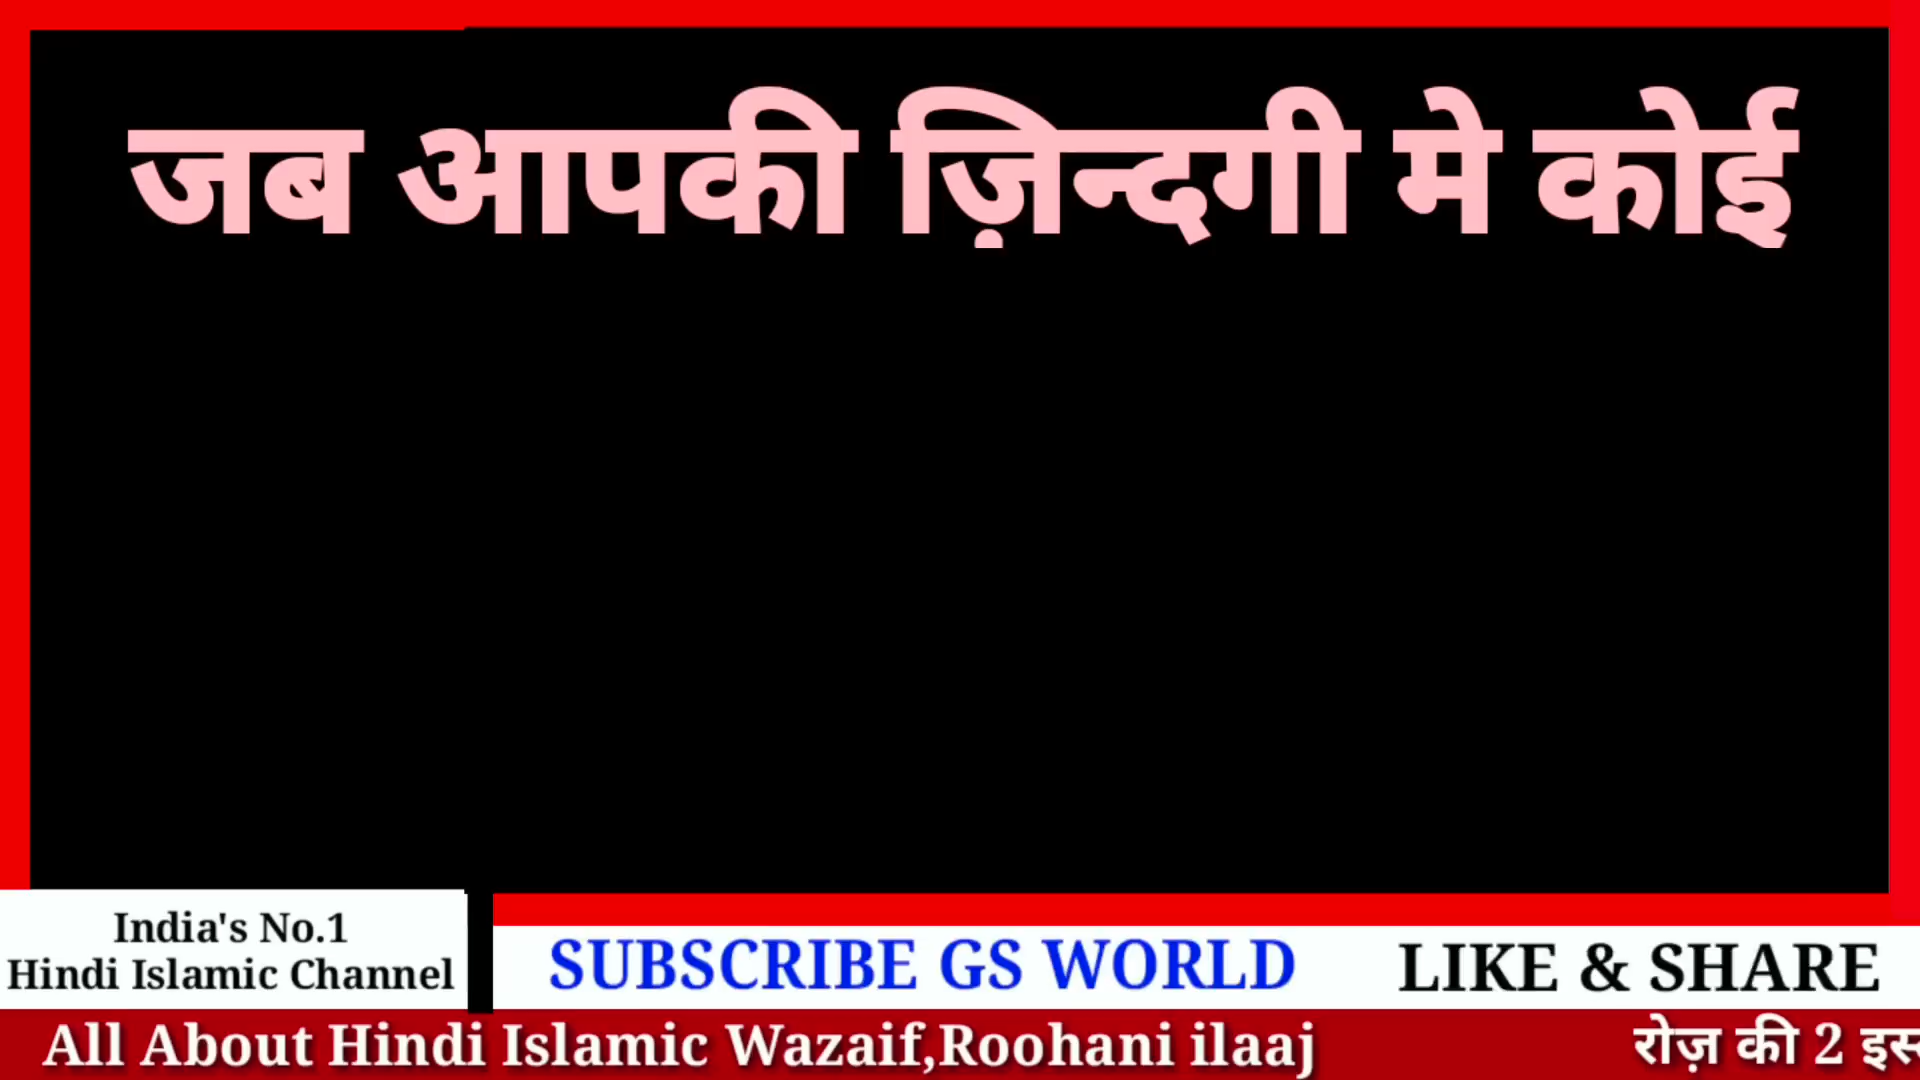 जब आपकी ज़िन्दगी मे कोई
India's No.1
Hindi Islamic Channel
SUBSCRIBE GS WORLD
LIKE & SHARE
All About Hindi Islamic Wazaif,Roohani ilaaj
रोज़ की 2